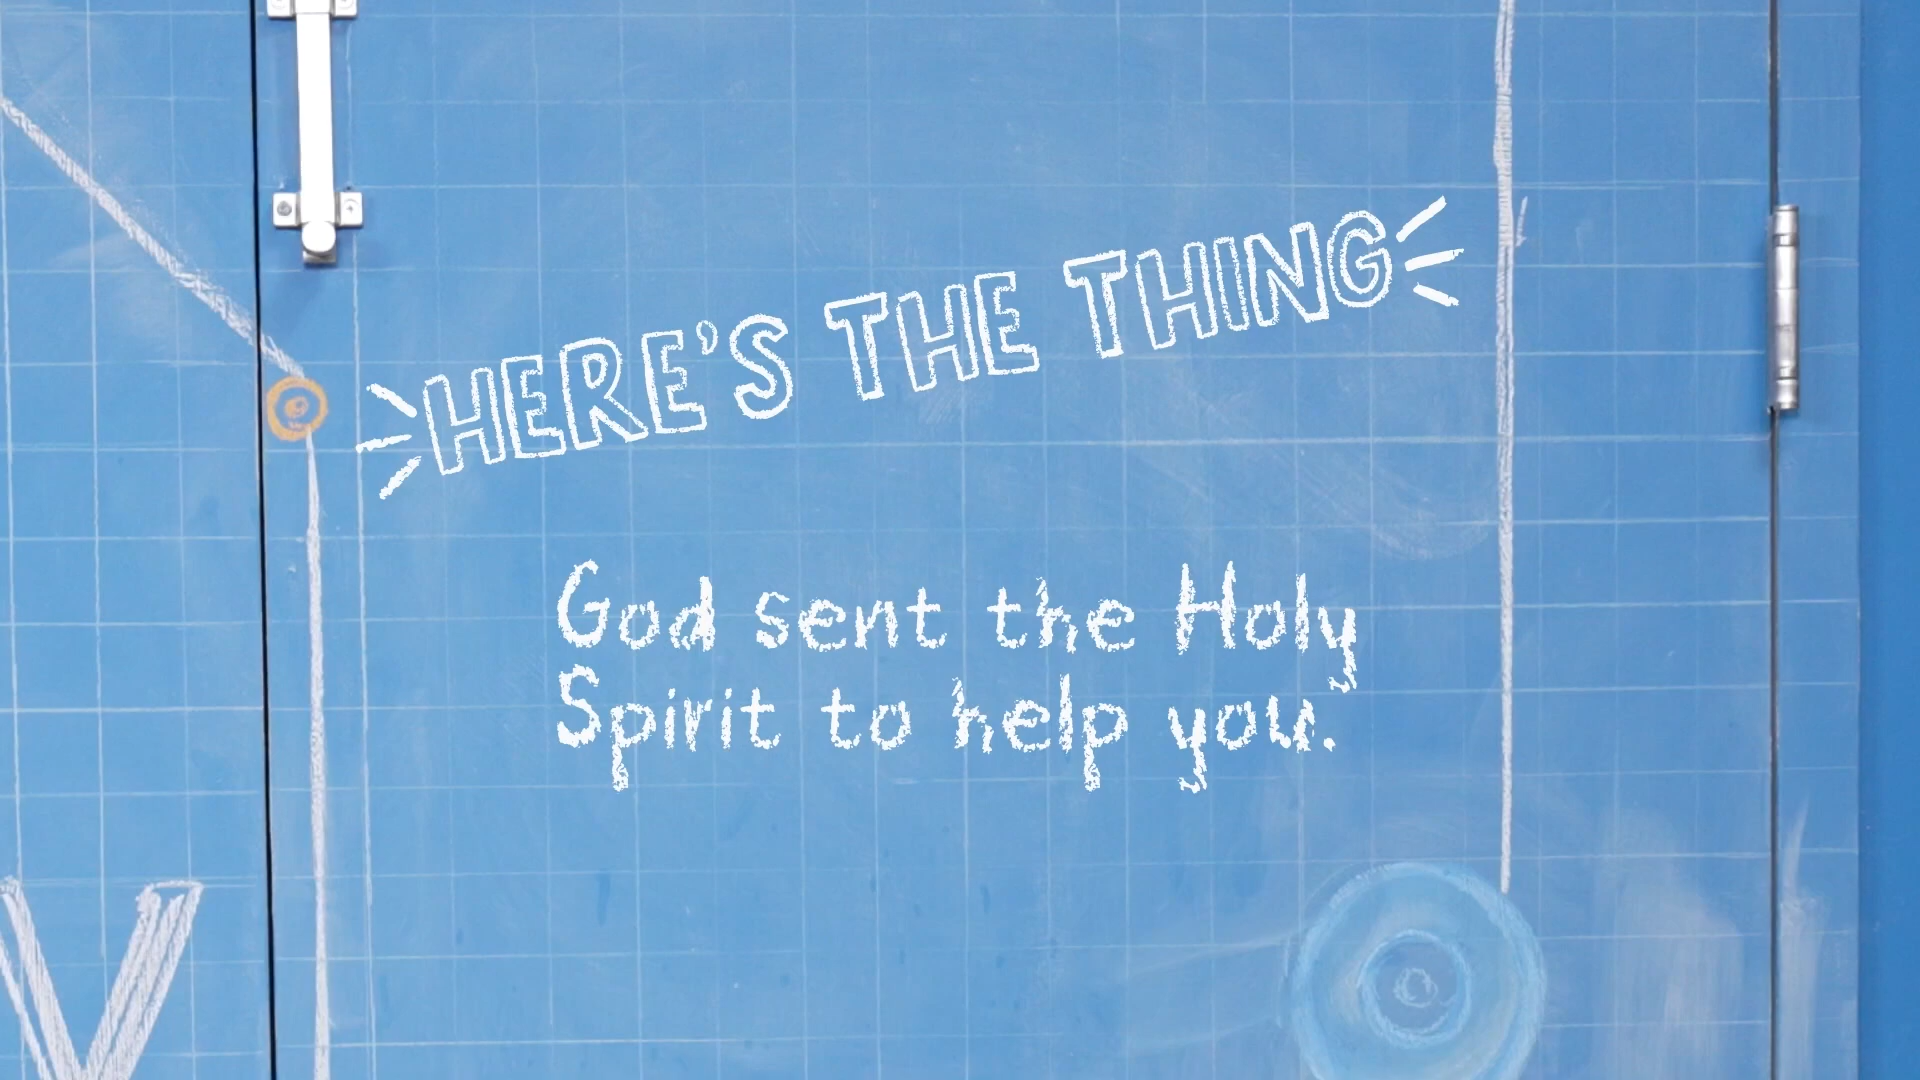 HERE'S THE THING
God sent the Holy
Spirit to help you.